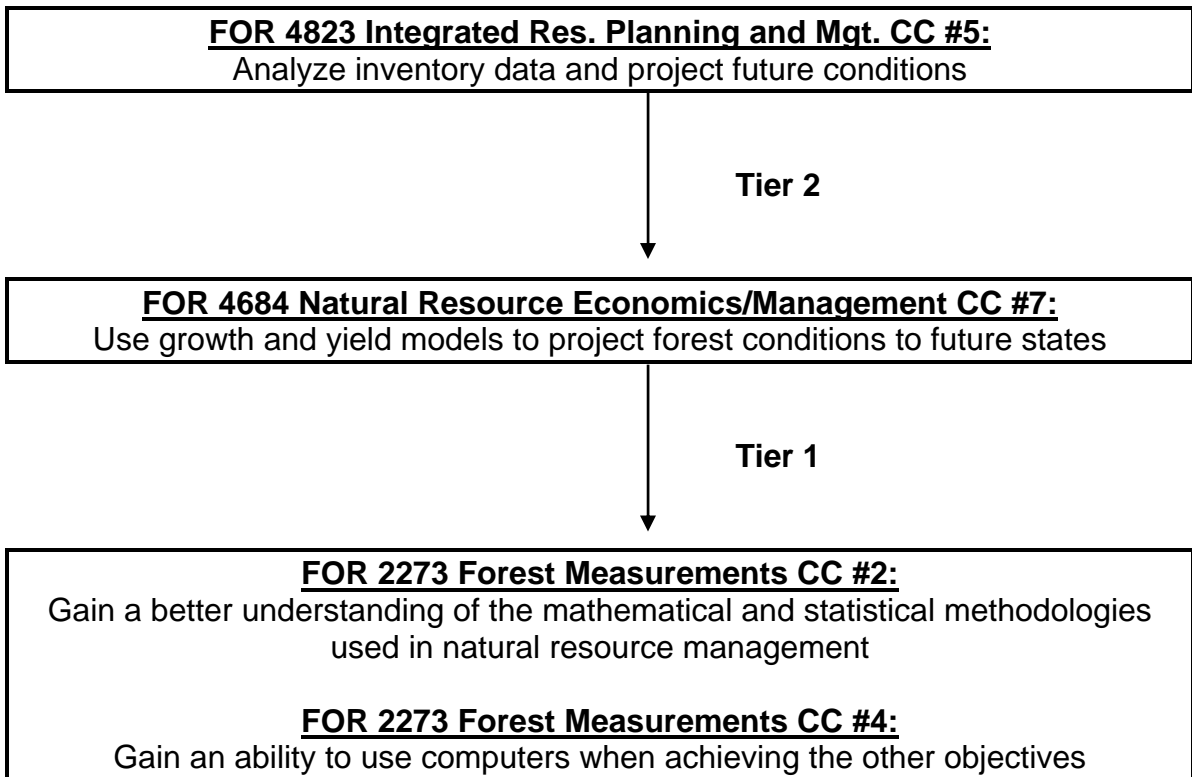 FOR 4823 Integrated Res. Planning and Mgt. CC #5:
Analyze inventory data and project future conditions
Tier 2
FOR 4684 Natural Resource Economics/Management CC #7:
Use growth and yield models to project forest conditions to future states
Tier 1
FOR 2273 Forest Measurements CC #2:
Gain a better understanding of the mathematical and statistical methodologies
used in natural resource management
FOR 2273 Forest Measurements CC #4:
Gain an ability to use computers when achieving the other objectives